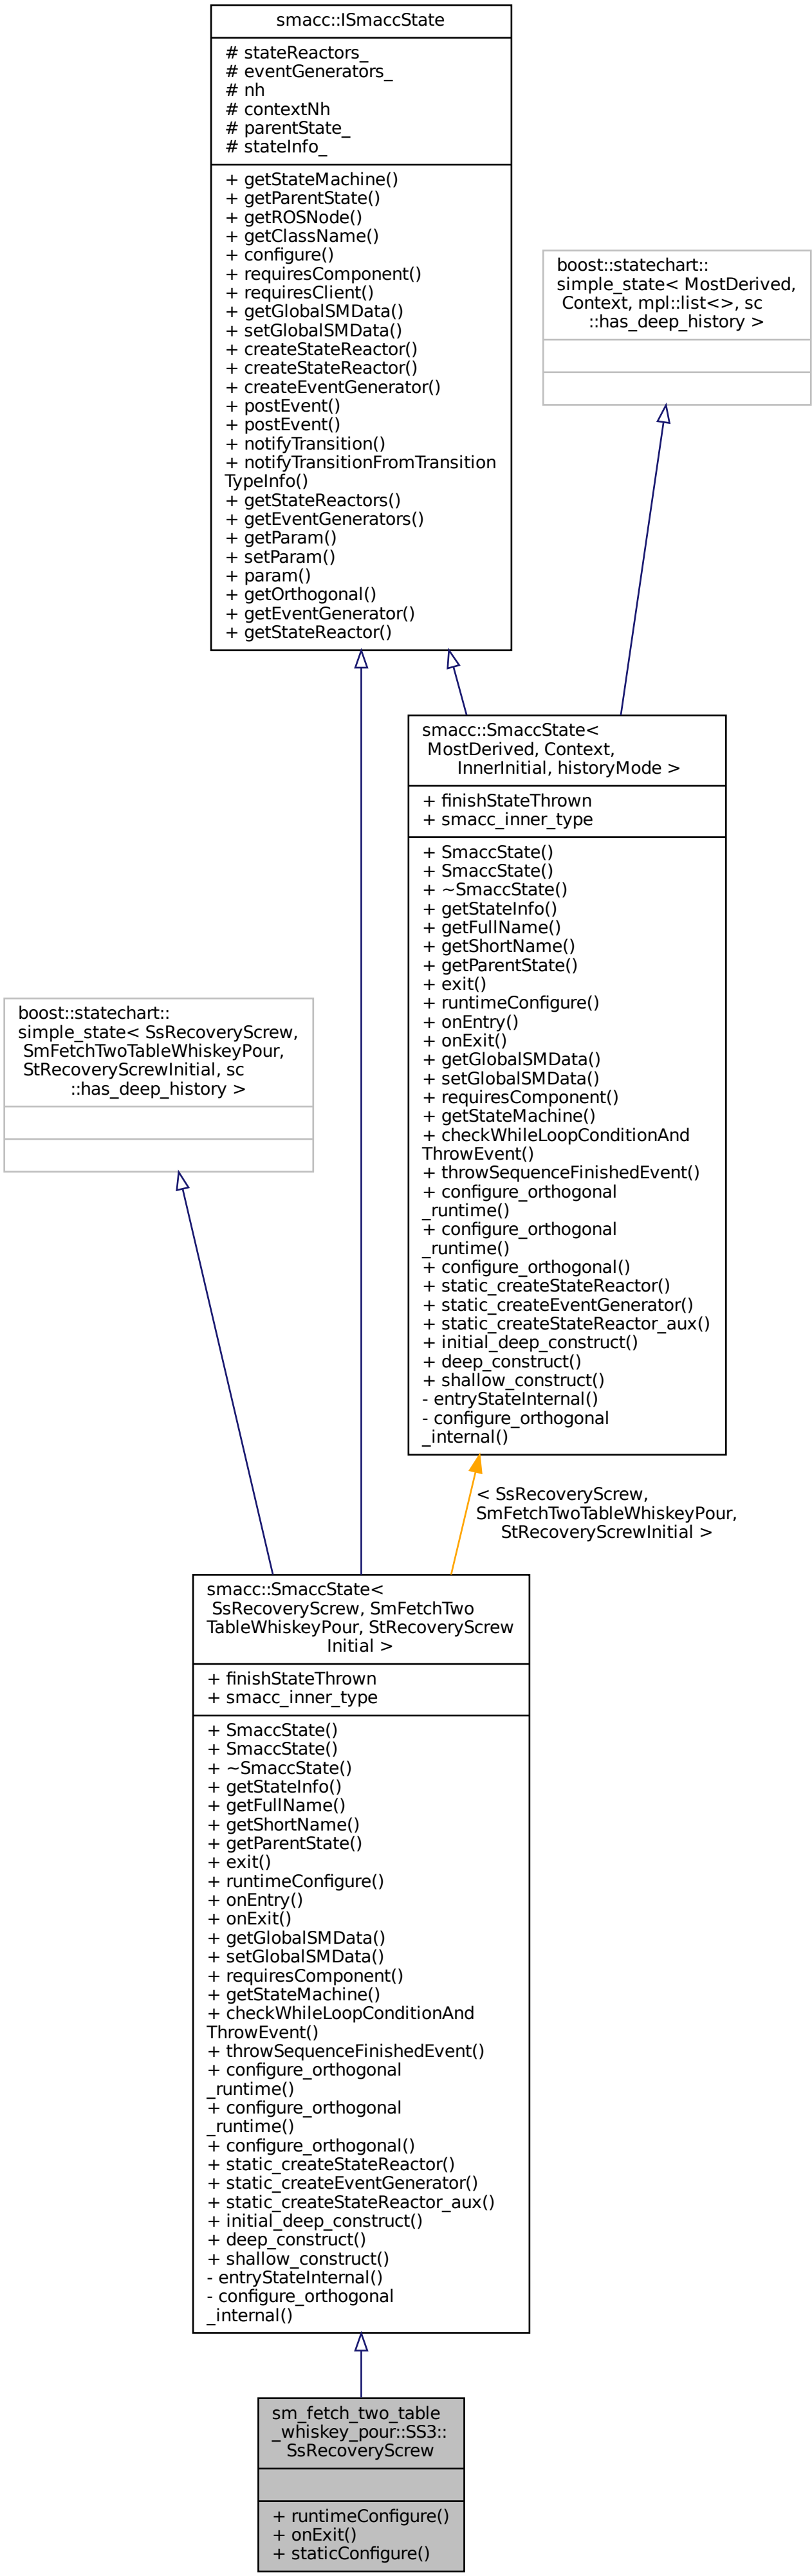 smacc::ISmaccState
# stateReactors_
# eventGenerators_
# nh
# contextNh
# parentState_
# stateInfo_
+ getStateMachine()
+ getParentState()
+ getROSNode()
+ getClassName()
+ configure()
+ requiresComponent()
+ requiresClient()
+ getGlobalSMData()
+ setGlobalSMData()
+ createStateReactor()
+ createStateReactor()
+ createEventGenerator()
+ postEvent()
+ postEvent()
+ notifyTransition()
+ notifyTransitionFromTransition
TypeInfo()
+ getStateReactors()
+ getEventGenerators()
+ getParam()
+ setParam()
+ param()
+ getOrthogonal()
+ getEventGenerator()
+ getStateReactor()
boost::statechart::
simple_state< MostDerived,
Context, mpl::list<>, sc
::has_deep_history >
smacc::SmaccState<
MostDerived, Context,
InnerInitial, historyMode >
+ finishStateThrown
+ smacc_inner_type
+ SmaccState()
+ SmaccState()
+ ~SmaccState()
+ getStateInfo()
+ getFullName()
+ getShortName()
+ getParentState()
+ exit()
+ runtimeConfigure()
+ onEntry()
+ onExit()
+ getGlobalSMData()
+ setGlobalSMData()
+ requiresComponent()
+ getStateMachine()
+ checkWhileLoopConditionAnd
ThrowEvent()
+ throwSequenceFinishedEvent()
+ configure_orthogonal
_runtime()
+ configure_orthogonal
_runtime()
+ configure_orthogonal()
+ static_createStateReactor()
+ static_createEventGenerator()
+ static_createStateReactor_aux()
+ initial_deep_construct()
+ deep_construct()
+ shallow_construct()
- entryStateInternal()
- configure_orthogonal
_internal()
boost::statechart::
simple_state< SsRecoveryScrew,
SmFetchTwoTableWhiskeyPour,
StRecoveryScrewInitial, sc
::has_deep_history >
< SsRecoveryScrew,
SmFetchTwoTableWhiskeyPour,
StRecoveryScrewInitial >
smacc::SmaccState<
SsRecoveryScrew, SmFetchTwo
TableWhiskeyPour, StRecoveryScrew
Initial >
+ finishStateThrown
+ smacc_inner_type
+ SmaccState()
+ SmaccState()
+ ~SmaccState()
+ getStateInfo()
+ getFullName()
+ getShortName()
+ getParentState()
+ exit()
+ runtimeConfigure()
+ onEntry()
+ onExit()
+ getGlobalSMData()
+ setGlobalSMData()
+ requiresComponent()
+ getStateMachine()
+ checkWhileLoopConditionAnd
ThrowEvent()
+ throwSequenceFinishedEvent()
+ configure_orthogonal
_runtime()
+ configure_orthogonal
_runtime()
+ configure_orthogonal()
+ static_createStateReactor()
+ static_createEventGenerator()
+ static_createStateReactor_aux()
+ initial_deep_construct()
+ deep_construct()
+ shallow_construct()
- entryStateInternal()
- configure_orthogonal
_internal()
sm_fetch_two_table
_whiskey_pour::SS3::
SsRecoveryScrew
+ runtimeConfigure()
+ onExit()
+ staticConfigure()